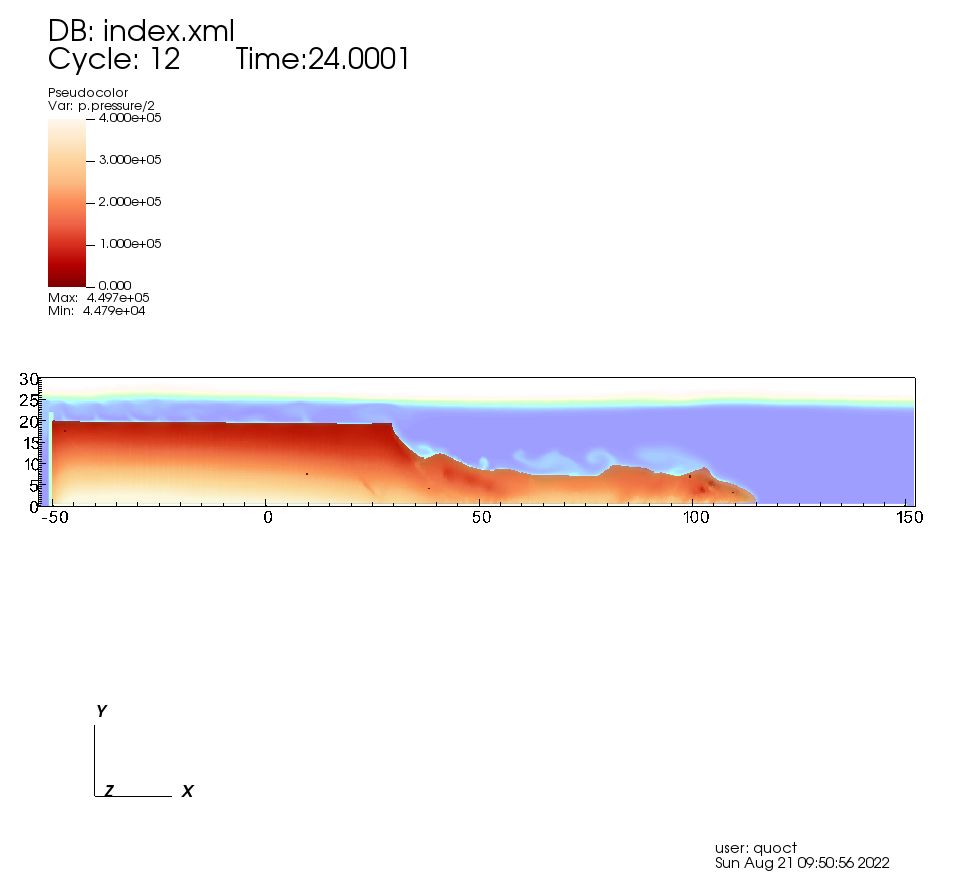 DB: index.xml
Cycle: 12 Time:24.0001
Pseudocolor
Var: p.pressure/2
4.000e+05
3.000e+05
2.000e+05
1.000e+05
0.000
Max: 4.497e+05
Min: 4.479e+04
30
25
20
15
10
5
0
-50 0 50 100 150
Y
Z X
user: quoct
Sun Aug 21 09:50:56 2022